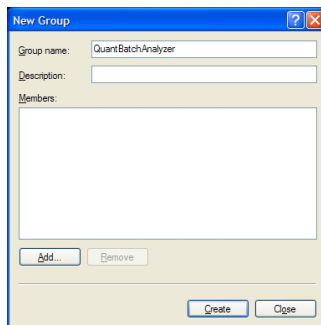 New Group
Group name: QuantBatchAnalyzer
Description:
Members:
Add... Remove
Create Close